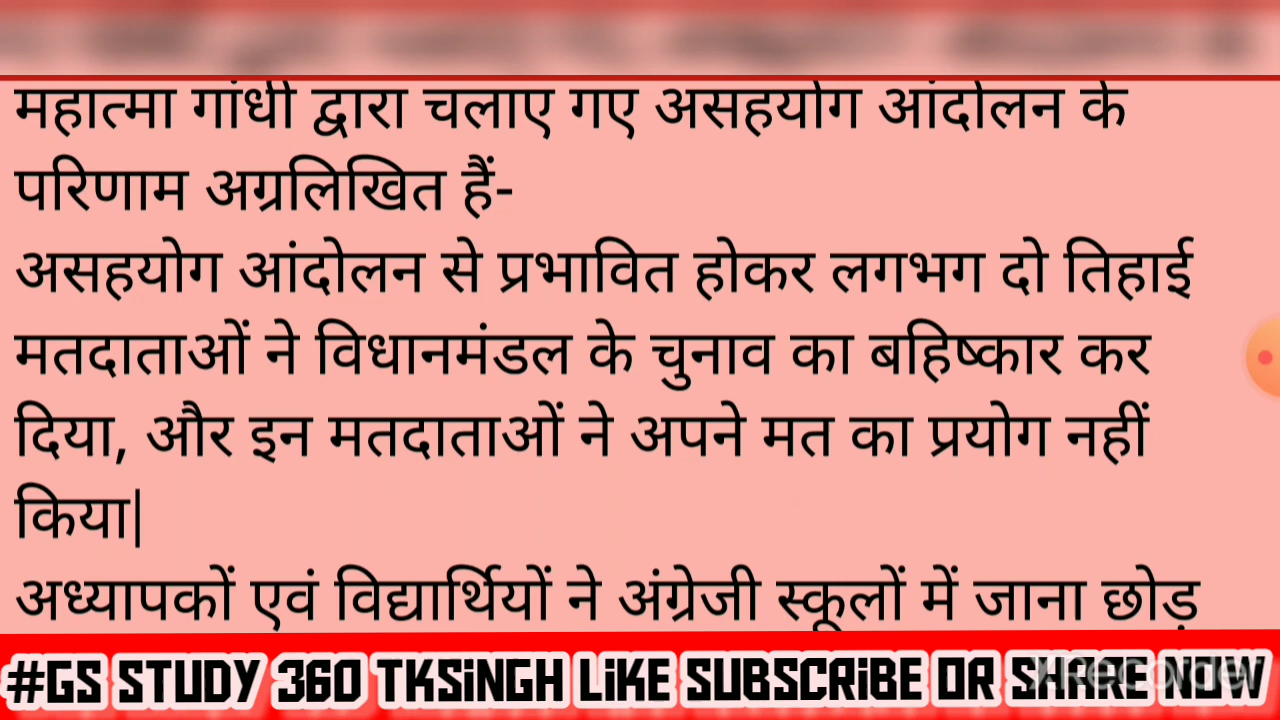 महात्मा गांधी द्वारा चलाए गए असहयोग आंदोलन के
परिणाम अग्रलिखित हैं-
असहयोग आंदोलन से प्रभावित होकर लगभग दो तिहाई
मतदाताओं ने विधानमंडल के चुनाव का बहिष्कार कर
दिया, और इन मतदाताओं ने अपने मत का प्रयोग नहीं
किया|
अध्यापकों एवं विद्यार्थियों ने अंग्रेजी स्कूलों में जाना छोड़
#GS STUDY 360 TKSiNGH LiKE SUBSCRiBE OR SHARE NOW
XRecorder